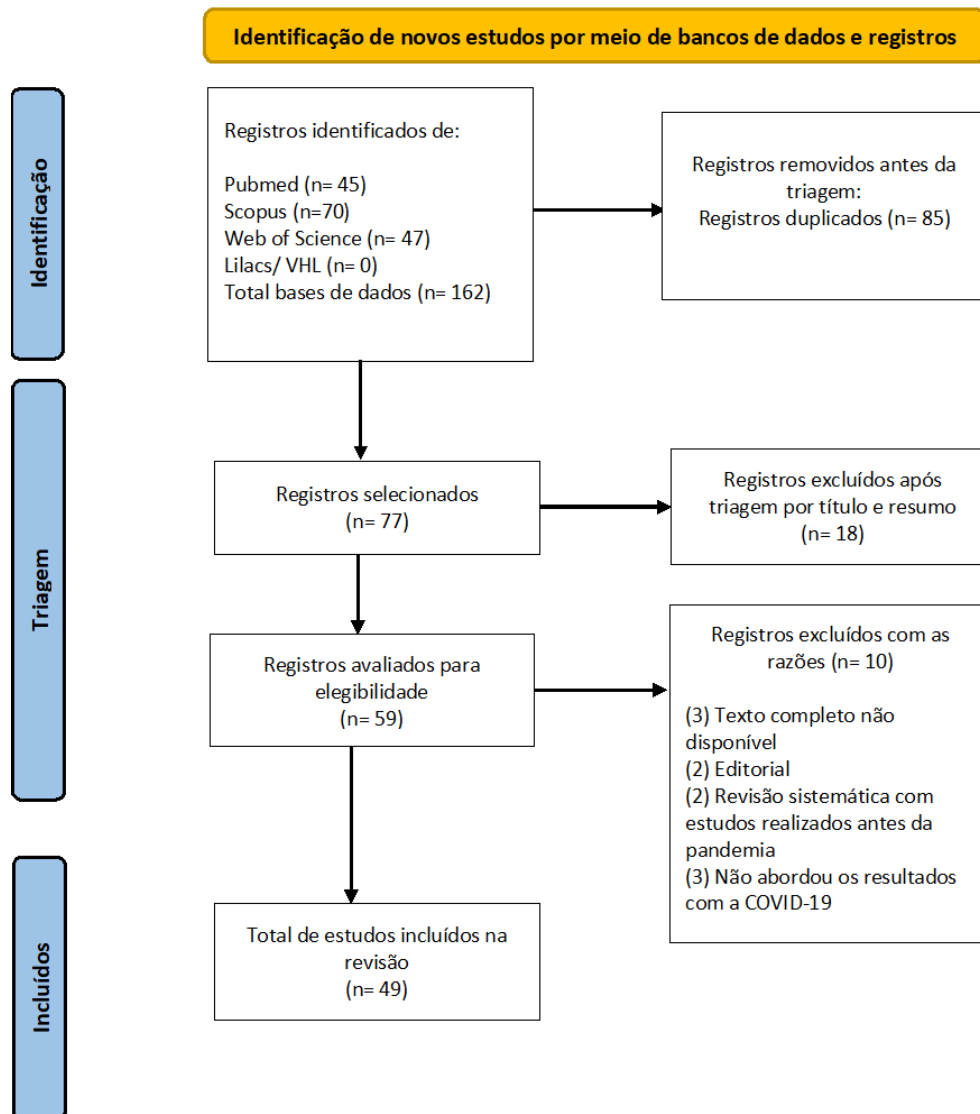 Identificação de novos estudos por meio de bancos de dados e registros
Identificação
Registros identificados de:
Pubmed (n= 45)
Scopus (n=70)
Web of Science (n= 47)
Lilacs/ VHL (n= 0)
Total bases de dados (n= 162)
Registros removidos antes da
triagem:
Registros duplicados (n= 85)
Triagem
Registros selecionados
(n= 77)
Registros excluídos após
triagem por título e resumo
(n= 18)
Registros avaliados para
elegibilidade
(n= 59)
Registros excluídos com as
razões (n= 10)
(3) Texto completo não
disponível
(2) Editorial
(2) Revisão sistemática com
estudos realizados antes da
pandemia
(3) Não abordou os resultados
com a COVID-19
Incluídos
Total de estudos incluídos na
revisão
(n= 49)